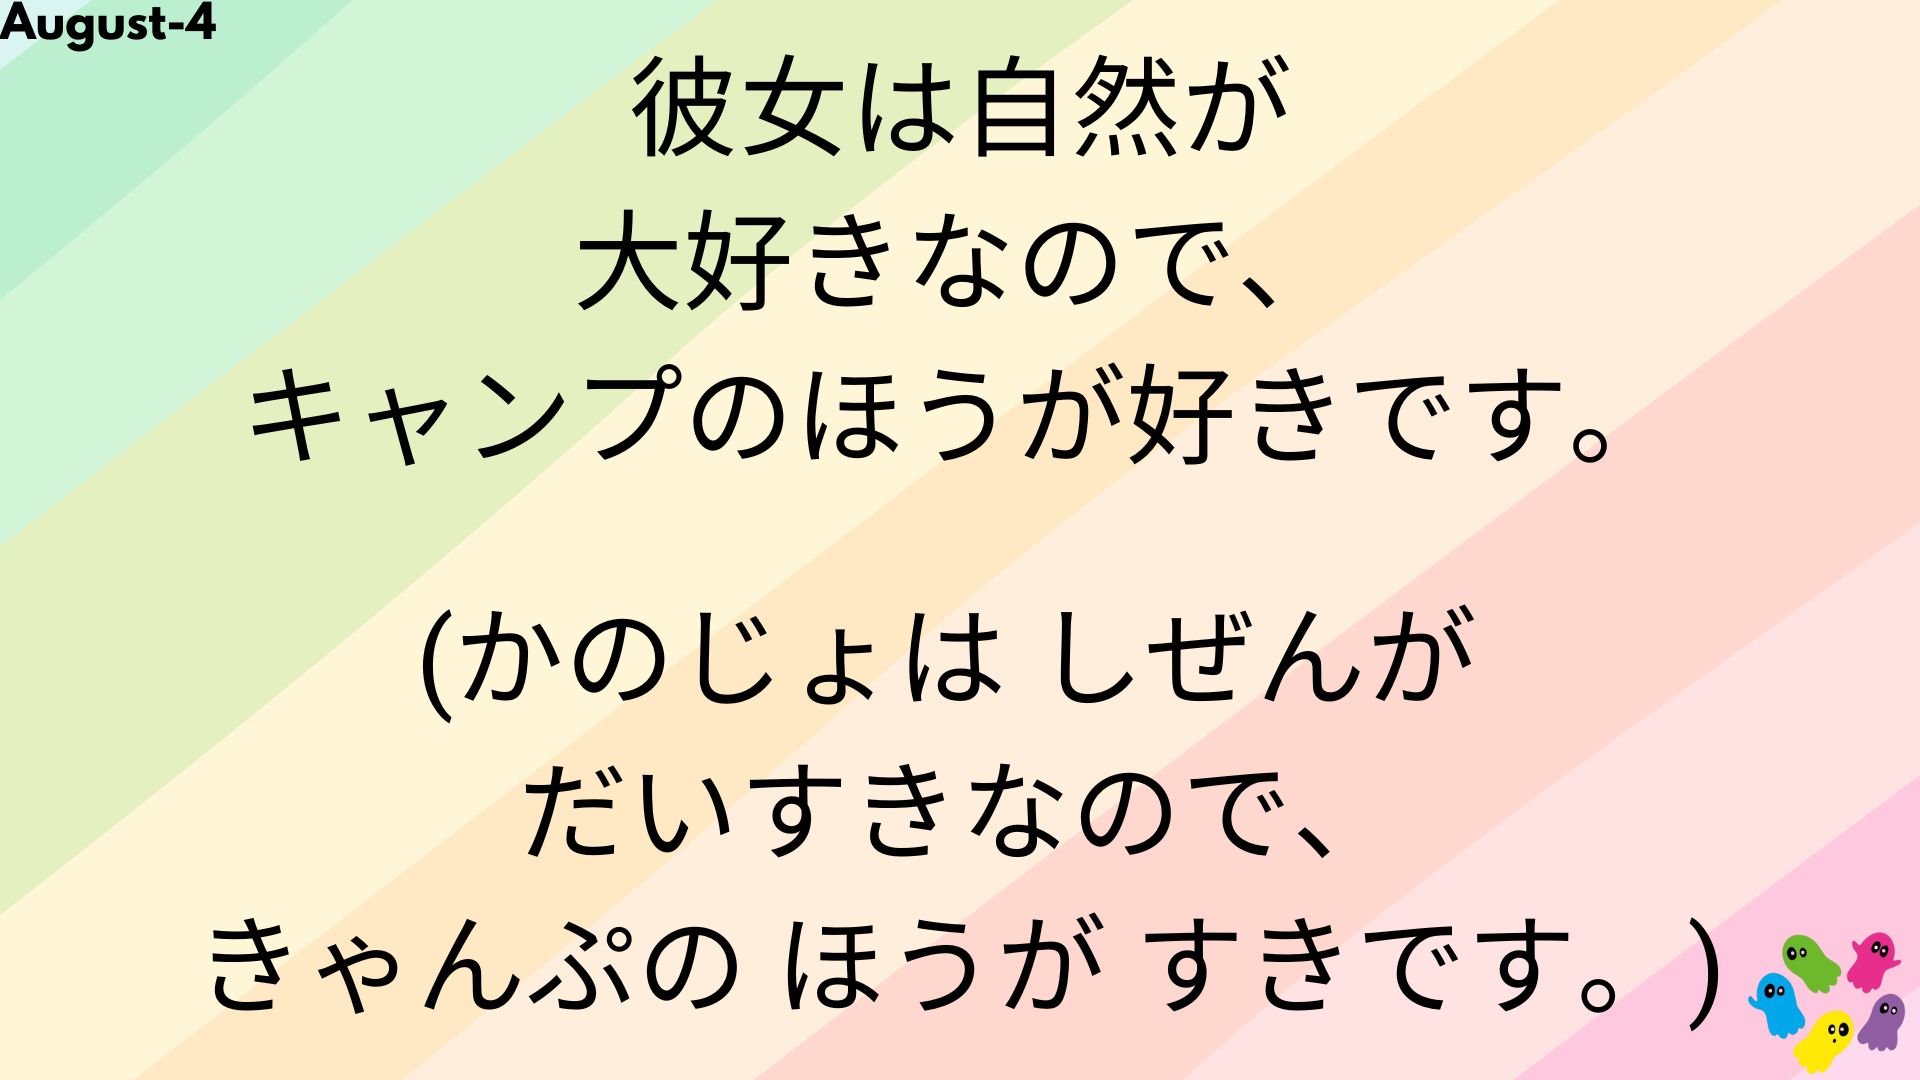 August-4
彼女は自然が
大好きなので、
キャンプのほうが好きです。
(かのじょは しぜんが
だいすきなので、
きゃんぷの ほうが すきです。)